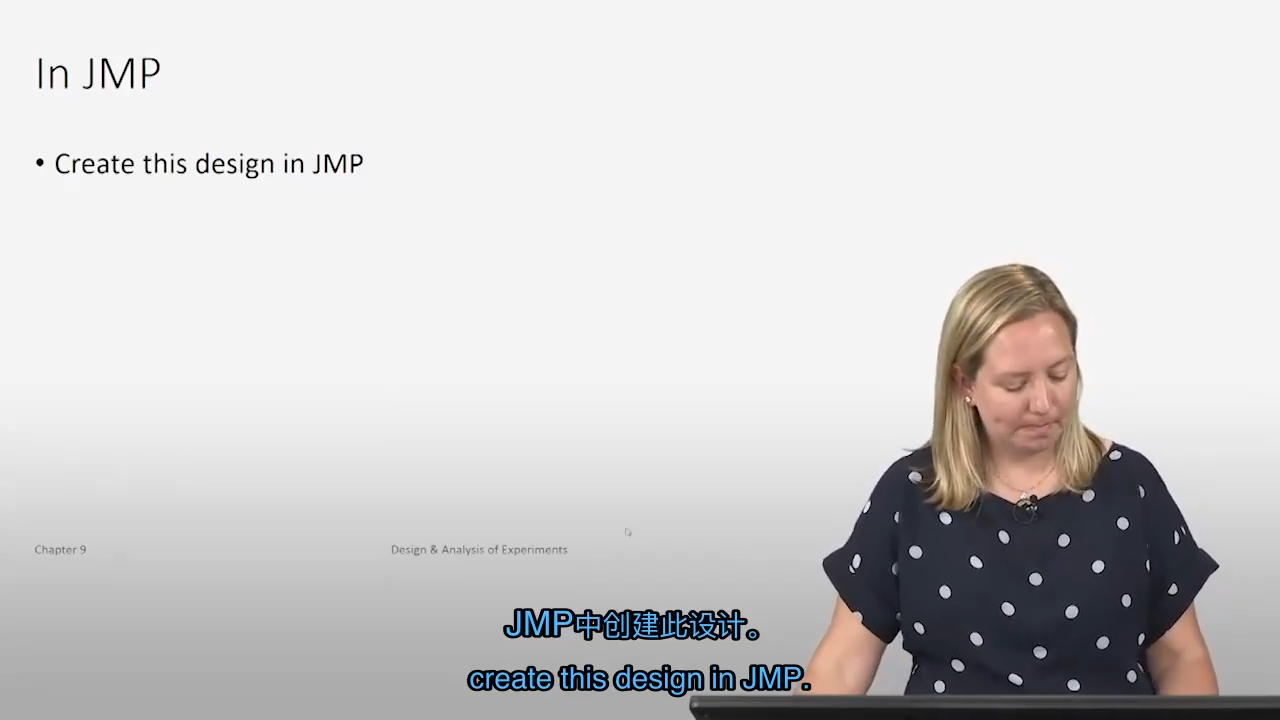 In JMP
• Create this design in JMP
Chapter 9
Design & Analysis of Experiments
JMP中创建此设计。
create this design in JMP.